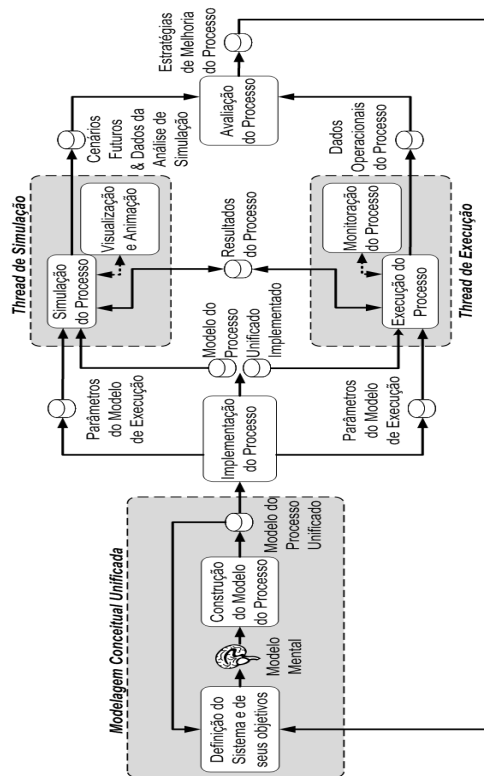 Modelagem Conceitual Unificada
Definição do
Sistema e de
seus objetivos
Modelo
Mental
Construção
do Modelo
do Processo
Modelo do
Processo
Unificado
Implementação
do Processo
Parâmetros
do Modelo
de Execução
Modelo do
Processo
Unificado
Implementado
Parâmetros
do Modelo
de Execução
Thread de Simulação
Simulação
do Processo
Visualização
e Animação
Resultados
do Processo
Monitoração
do Processo
Execução do
Processo
Thread de Execução
Cenários
Futuros
& Dados da
Análise de
Simulação
Dados
Operacionais
do Processo
Avaliação
do Processo
Estratégias
de Melhoria
do Processo